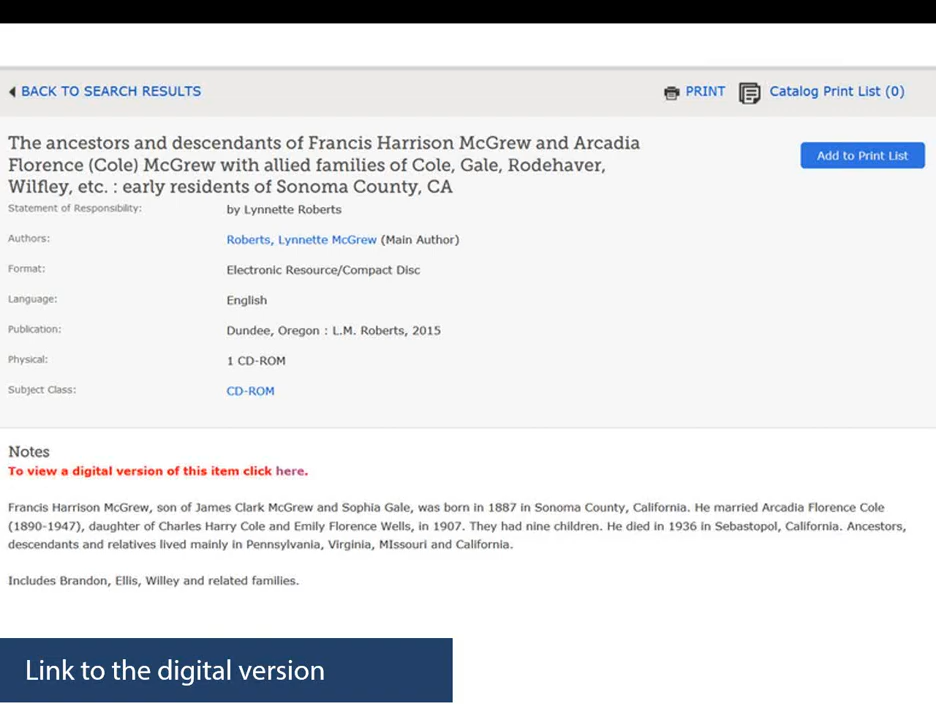 BACK TO SEARCH RESULTS
PRINT
Catalog Print List (0)
The ancestors and descendants of Francis Harrison McGrew and Arcadia
Florence (Cole) McGrew with allied families of Cole, Gale, Rodehaver,
Wilfley, etc. : early residents of Sonoma County, CA
Add to Print List
Statement of Responsibility: by Lynnette Roberts
Authors: Roberts, Lynnette McGrew (Main Author)
Format: Electronic Resource/Compact Disc
Language: English
Publication: Dundee, Oregon : L.M. Roberts, 2015
Physical: 1 CD-ROM
Subject Class: CD-ROM
Notes
To view a digital version of this item click here.
Francis Harrison McGrew, son of James Clark McGrew and Sophia Gale, was born in 1887 in Sonoma County, California. He married Arcadia Florence Cole
(1890-1947), daughter of Charles Harry Cole and Emily Florence Wells, in 1907. They had nine children. He died in 1936 in Sebastopol, California. Ancestors,
descendants and relatives lived mainly in Pennsylvania, Virginia, MIssouri and California.
Includes Brandon, Ellis, Willey and related families.
Link to the digital version